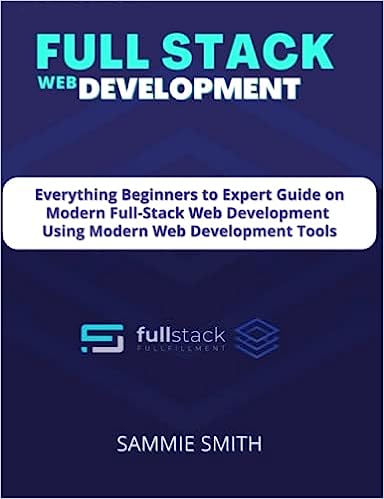 FULL STACK
WEB DEVELOPMENT
Everything Beginners to Expert Guide on
Modern Full-Stack Web Development
Using Modern Web Development Tools
fullstack
FULLFILLMENT
SAMMIE SMITH